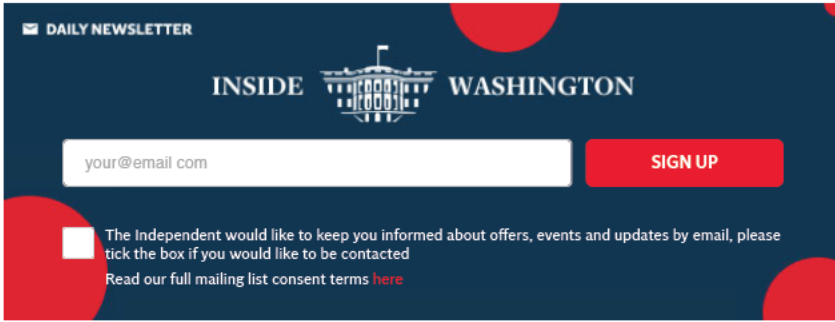 DAILY NEWSLETTER
INSIDE WASHINGTON
your@email com
SIGN UP
The Independent would like to keep you informed about offers, events and updates by email, please
tick the box if you would like to be contacted
Read our full mailing list consent terms here